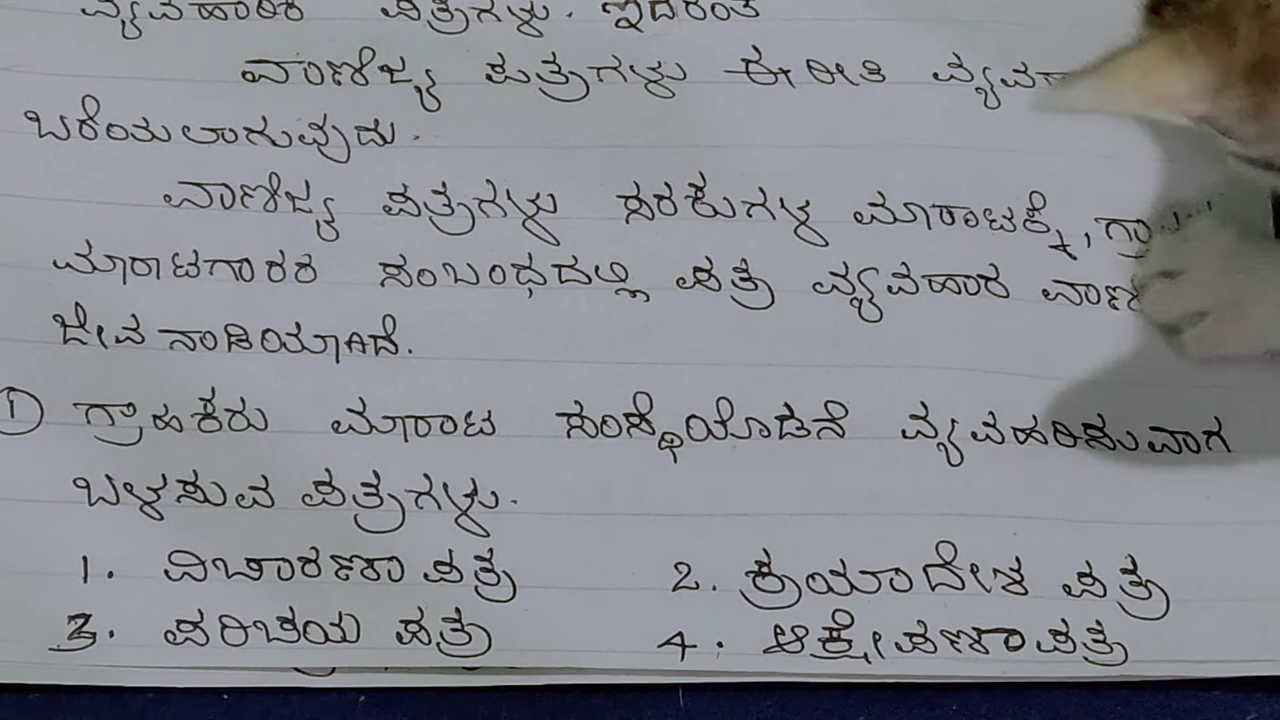 ವ್ಯವಹಾರಿಕ ಪತ್ರಗಳು. ಇದರಂತೆ
ವಾಣಿಜ್ಯ ಪತ್ರಗಳು ಈ ರೀತಿ
ಬರೆಯಲಾಗುವುದು.
ವಾಣಿಜ್ಯ ಪತ್ರಗಳು ಸರಕುಗಳ ಮಾರಾಟಕ್ಕೆ,
ಮಾರಾಟಗಾರರ ಸಂಬಂಧದಲ್ಲಿ ಪತ್ರ ವ್ಯವಹಾರ
ಜೀವ ನಾಡಿಯಾಗಿದೆ.
① ಗ್ರಾಹಕರು ಮಾರಾಟ ಸಂಸ್ಥೆಯೊಡನೆ ವ್ಯವಹರಿಸುವಾಗ
ಬಳಸುವ ಪತ್ರಗಳು.
1. ವಿಚಾರಣಾ ಪತ್ರ 2. ಕ್ರಯಾದೇಶ ಪತ್ರ
3. ಪರಿಚಯ ಪತ್ರ 4. ಆಕ್ಷೇಪಣಾ ಪತ್ರ